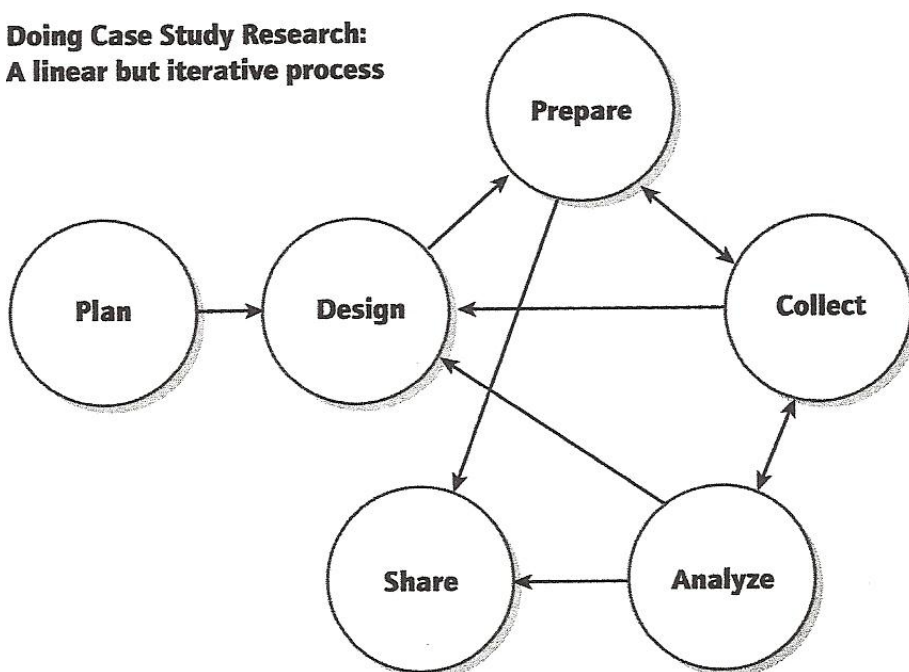 Doing Case Study Research:
A linear but iterative process
Prepare
Plan
Design
Collect
Share
Analyze